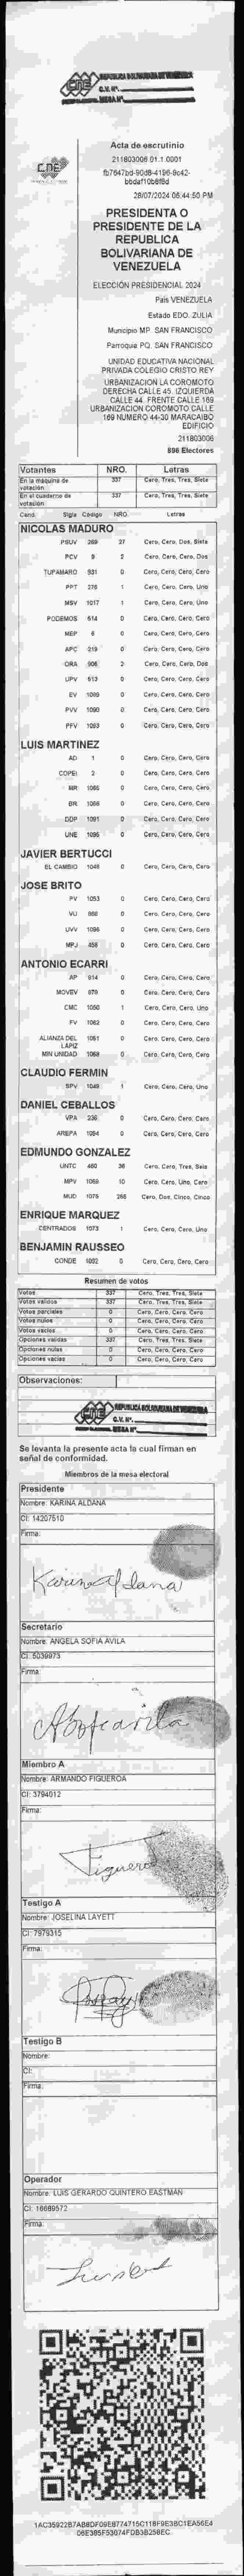 REPUBLICA BOLIVARIANA DE VENEZUELA
CNE
C.V. N°.
MESA N°
Acta de escrutinio
211803006.01.1.0001
28/07/2024 06:44:50 PM
PRESIDENTA O
PRESIDENTE DE LA
REPUBLICA
BOLIVARIANA DE
VENEZUELA
ELECCIÓN PRESIDENCIAL 2024
País VENEZUELA
Estado EDO. ZULIA
Municipio MP. SAN FRANCISCO
Parroquia PQ. SAN FRANCISCO
UNIDAD EDUCATIVA NACIONAL
PRIVADA COLEGIO CRISTO REY
URBANIZACION LA COROMOTO
DERECHA CALLE 45. IZQUIERDA
CALLE 44. FRENTE CALLE 169
URBANIZACION COROMOTO CALLE
169 NUMERO 44-30 MARACAIBO
EDIFICIO
211803006
896 Electores
Votantes NRO. Letras
En la maquina de votación 337 Cero, Tres, Tres, Siete
En el cuaderno de votación 337 Cero, Tres, Tres, Siete
Cand. Sigla Código NRO. Letras
NICOLAS MADURO
PSUV 269 27 Cero, Cero, Dos, Siete
PCV 9 2 Cero, Cero, Cero, Dos
TUPAMARO 931 0 Cero, Cero, Cero, Cero
PPT 276 1 Cero, Cero, Cero, Uno
MSV 1017 1 Cero, Cero, Cero, Uno
PODEMOS 514 0 Cero, Cero, Cero, Cero
MEP 6 0 Cero, Cero, Cero, Cero
APC 219 0 Cero, Cero, Cero, Cero
ORA 906 2 Cero, Cero, Cero, Dos
UPV 613 0 Cero, Cero, Cero, Cero
EV 1089 0 Cero, Cero, Cero, Cero
PVV 1090 0 Cero, Cero, Cero, Cero
PFV 1093 0 Cero, Cero, Cero, Cero
LUIS MARTINEZ
AD 1 0 Cero, Cero, Cero, Cero
COPEI 2 0 Cero, Cero, Cero, Cero
MR 1065 0 Cero, Cero, Cero, Cero
BR 1056 0 Cero, Cero, Cero, Cero
DDP 1091 0 Cero, Cero, Cero, Cero
UNE 1095 0 Cero, Cero, Cero, Cero
JAVIER BERTUCCI
EL CAMBIO 1048 0 Cero, Cero, Cero, Cero
JOSE BRITO
PV 1053 0 Cero, Cero, Cero, Cero
VU 868 0 Cero, Cero, Cero, Cero
UVV 1096 0 Cero, Cero, Cero, Cero
MPJ 458 0 Cero, Cero, Cero, Cero
ANTONIO ECARRI
AP 914 0 Cero, Cero, Cero, Cero
MOVEV 879 0 Cero, Cero, Cero, Cero
CMC 1050 1 Cero, Cero, Cero, Uno
FV 1062 0 Cero, Cero, Cero, Cero
ALIANZA DEL LAPIZ 1051 0 Cero, Cero, Cero, Cero
MIN UNIDAD 1068 0 Cero, Cero, Cero, Cero
CLAUDIO FERMIN
SPV 1049 1 Cero, Cero, Cero, Uno
DANIEL CEBALLOS
VPA 236 0 Cero, Cero, Cero, Cero
AREPA 1094 0 Cero, Cero, Cero, Cero
EDMUNDO GONZALEZ
UNTC 460 36 Cero, Cero, Tres, Seis
MPV 1069 10 Cero, Cero, Uno, Cero
MUD 1075 255 Cero, Dos, Cinco, Cinco
ENRIQUE MARQUEZ
CENTRADOS 1073 1 Cero, Cero, Cero, Uno
BENJAMIN RAUSSEO
CONDE 1092 0 Cero, Cero, Cero, Cero
Resumen de votos
Votos 337 Cero, Tres, Tres, Siete
Votos validos 337 Cero, Tres, Tres, Siete
Votos parciales 0 Cero, Cero, Cero, Cero
Votos nulos 0 Cero, Cero, Cero, Cero
Votos vacios 0 Cero, Cero, Cero, Cero
Opciones validas 337 Cero, Tres, Tres, Siete
Opciones nulas 0 Cero, Cero, Cero, Cero
Opciones vacias 0 Cero, Cero, Cero, Cero
Observaciones:
CNE
REPUBLICA BOLIVARIANA DE VENEZUELA
C.V. N°.
MESA N°
Se levanta la presente acta la cual firman en
señal de conformidad.
Miembros de la mesa electoral
Presidente
Nombre: KARINA ALDANA
CI: 14207510
Firma:
Karina Aldana
Secretario
Nombre: ANGELA SOFIA AVILA
CI: 5039973
Firma:
Miembro A
Nombre: ARMANDO FIGUEROA
CI: 3794012
Firma:
Figuero
Testigo A
Nombre: JOSELINA LAYETT
CI: 7979315
Firma:
Testigo B
Nombre:
CI:
Firma:
Operador
Nombre: LUIS GERARDO QUINTERO EASTMAN
CI: 16689572
Firma: